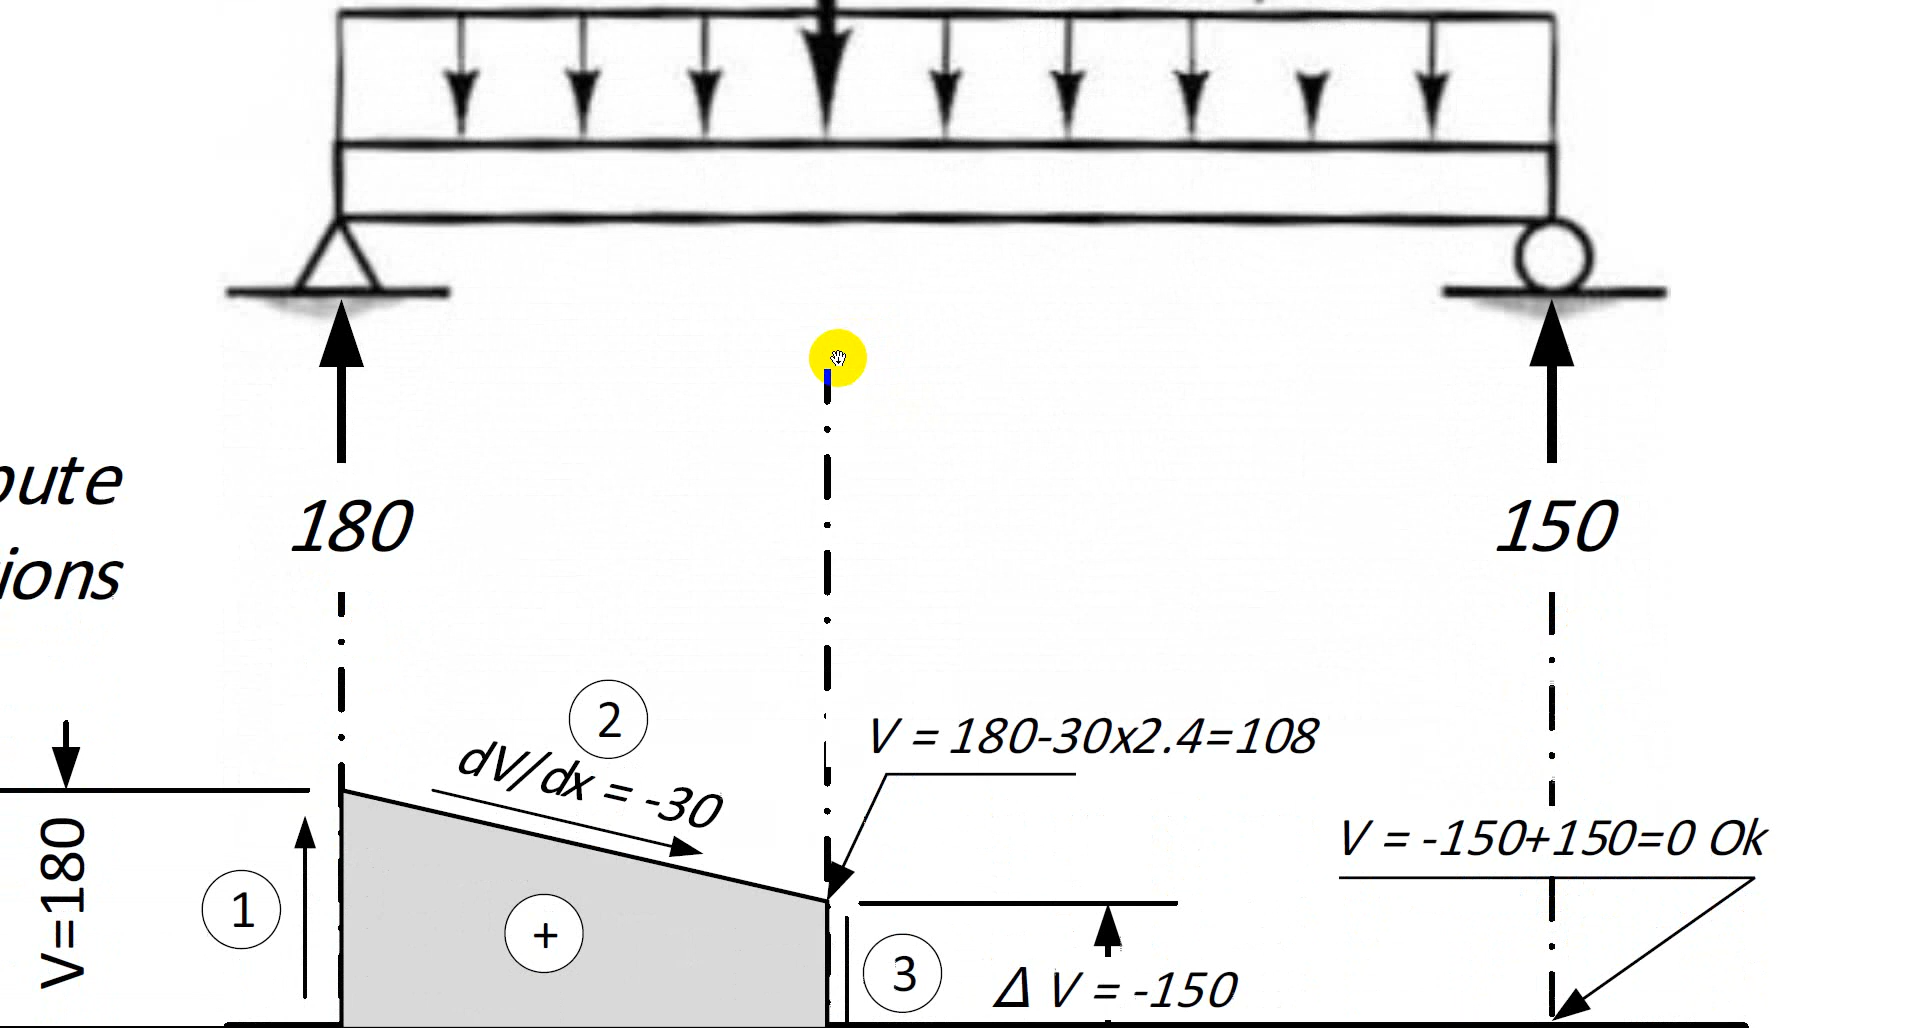 pute
180
150
ions
2
dV/dx = -30
V = 180-30x2.4=108
V = -150+150=0 Ok
V=180
1
+
3
Δ V = -150